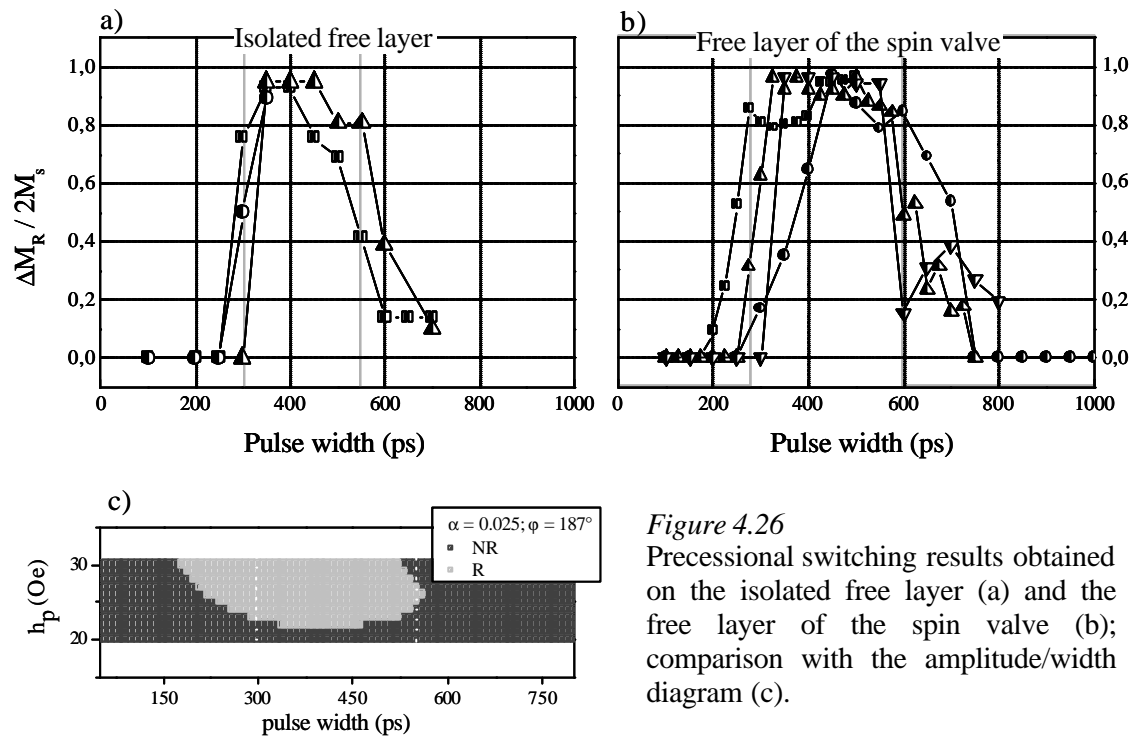 a)
Isolated free layer
1,0
0,8
0,6
0,4
0,2
0,0
ΔM_R / 2M_s
0 200 400 600 800 1000
Pulse width (ps)
b)
Free layer of the spin valve
1,0
0,8
0,6
0,4
0,2
0,0
0 200 400 600 800 1000
Pulse width (ps)
c)
α = 0.025; φ = 187°
NR
R
30
20
h_p (Oe)
150 300 450 600 750
pulse width (ps)
Figure 4.26
Precessional switching results obtained
on the isolated free layer (a) and the
free layer of the spin valve (b);
comparison with the amplitude/width
diagram (c).